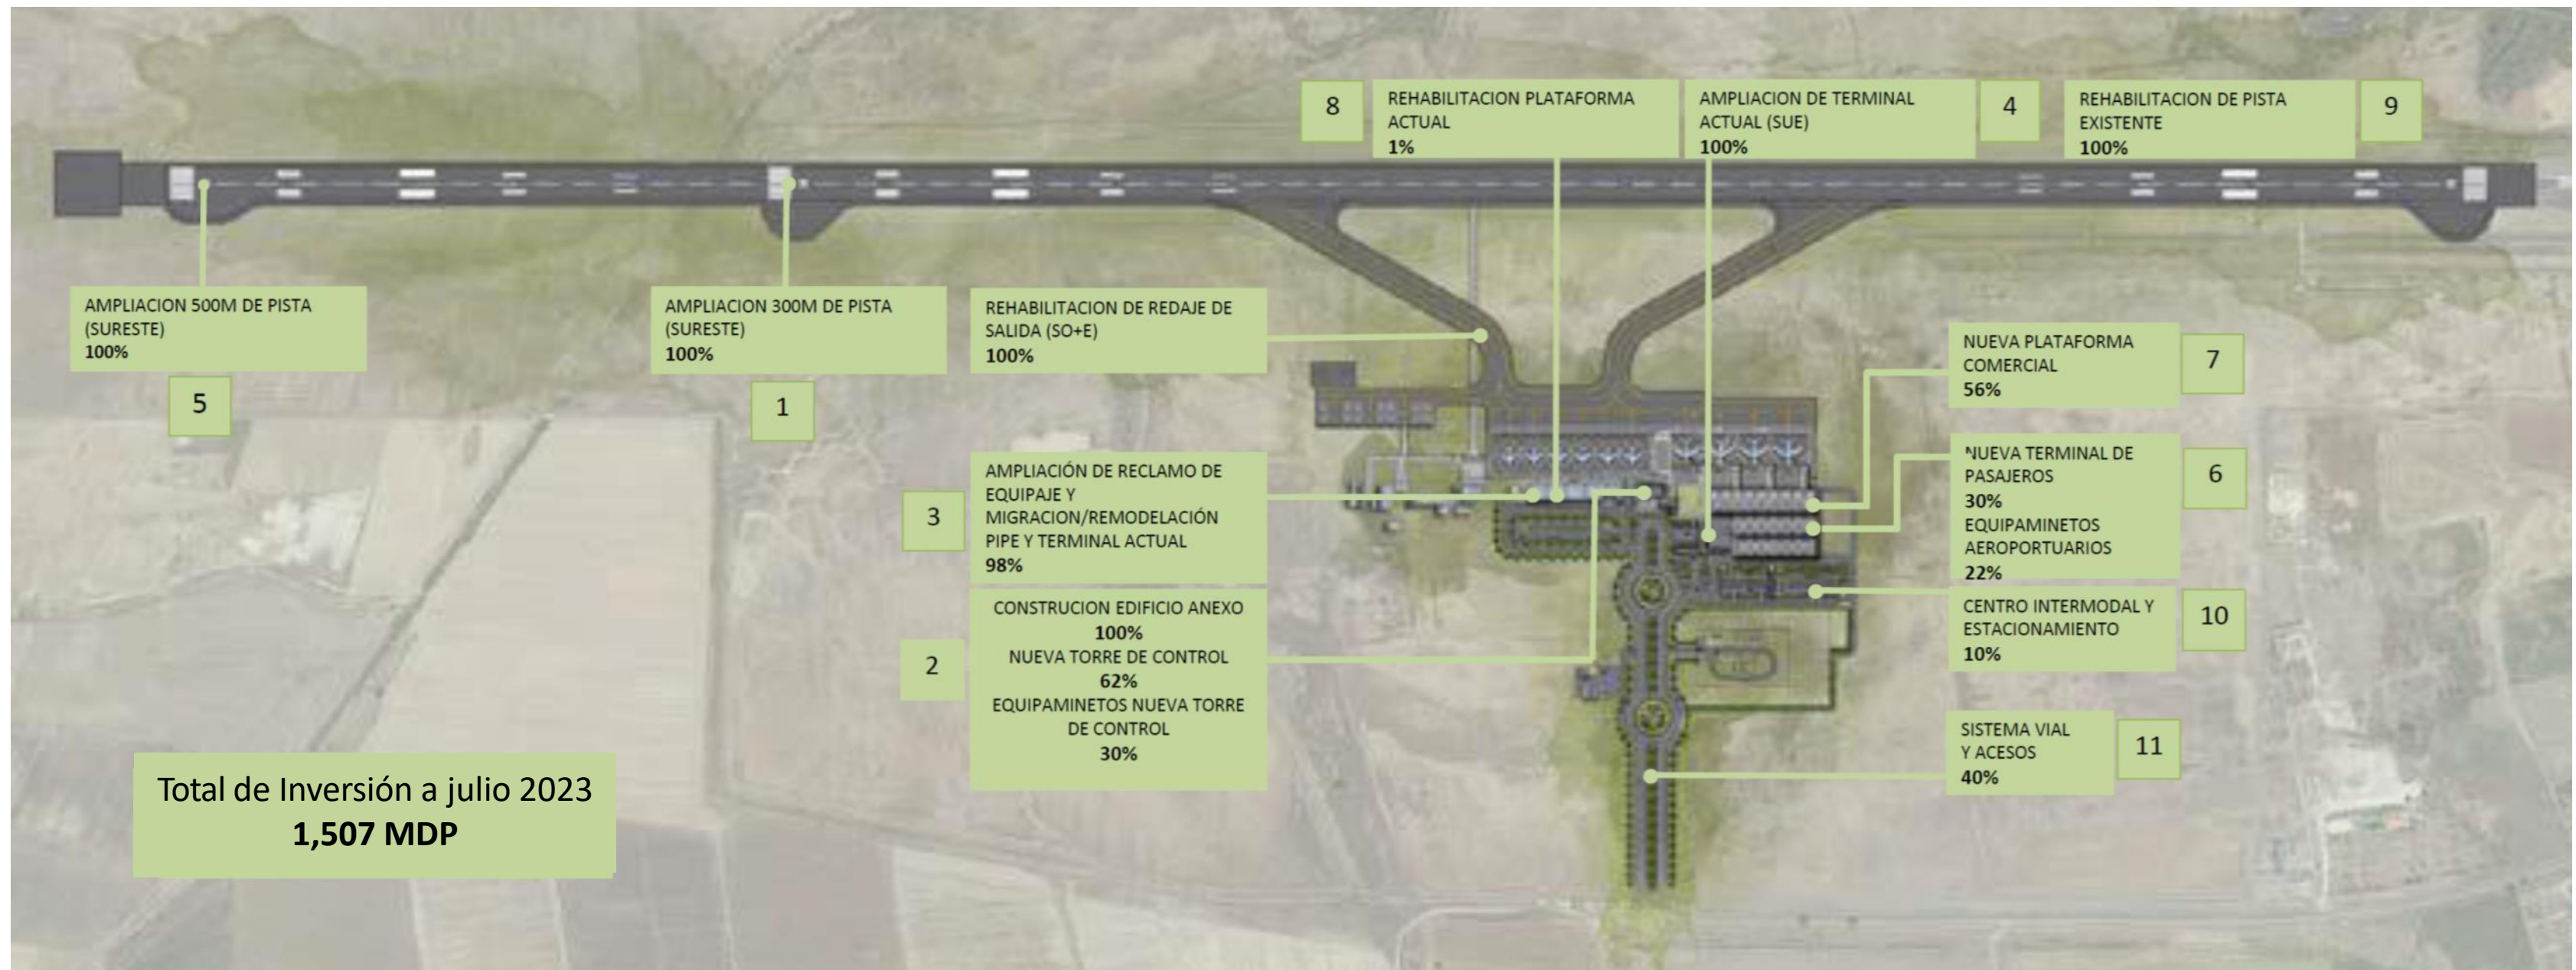 8
REHABILITACION PLATAFORMA
ACTUAL
1%
AMPLIACION DE TERMINAL
ACTUAL (SUE)
100%
4
REHABILITACION DE PISTA
EXISTENTE
100%
9
AMPLIACION 500M DE PISTA
(SURESTE)
100%
5
AMPLIACION 300M DE PISTA
(SURESTE)
100%
1
REHABILITACION DE REDAJE DE
SALIDA (SO+E)
100%
NUEVA PLATAFORMA
COMERCIAL
56%
7
3
AMPLIACIÓN DE RECLAMO DE
EQUIPAJE Y
MIGRACION/REMODELACIÓN
PIPE Y TERMINAL ACTUAL
98%
NUEVA TERMINAL DE
PASAJEROS
30%
EQUIPAMINETOS
AEROPORTUARIOS
22%
6
2
CONSTRUCION EDIFICIO ANEXO
100%
NUEVA TORRE DE CONTROL
62%
EQUIPAMINETOS NUEVA TORRE
DE CONTROL
30%
CENTRO INTERMODAL Y
ESTACIONAMIENTO
10%
10
SISTEMA VIAL
Y ACESOS
40%
11
Total de Inversión a julio 2023
1,507 MDP